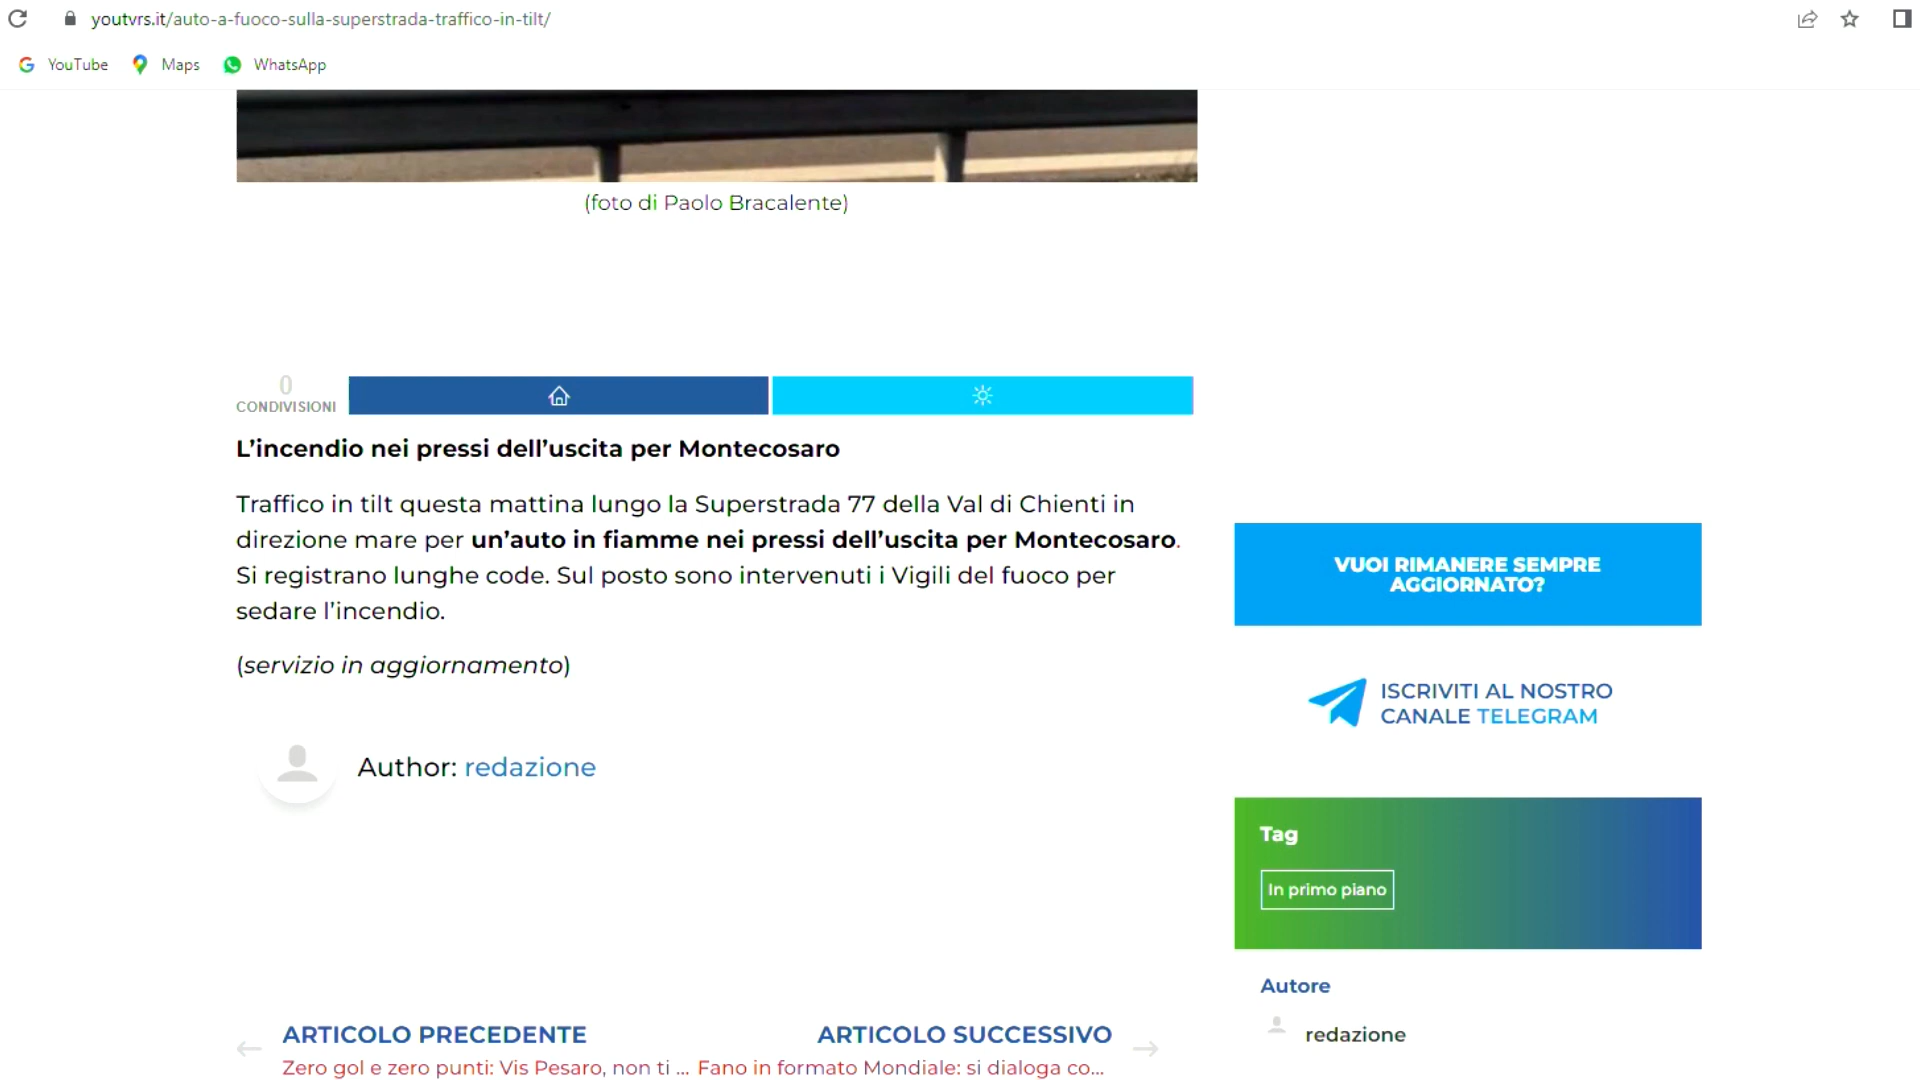 youtvrs.it/auto-a-fuoco-sulla-superstrada-traffico-in-tilt/
YouTube Maps WhatsApp
(foto di Paolo Bracalente)
0
CONDIVISIONI
L’incendio nei pressi dell’uscita per Montecosaro
Traffico in tilt questa mattina lungo la Superstrada 77 della Val di Chienti in
direzione mare per un’auto in fiamme nei pressi dell’uscita per Montecosaro.
Si registrano lunghe code. Sul posto sono intervenuti i Vigili del fuoco per
sedare l’incendio.
(servizio in aggiornamento)
Author: redazione
ARTICOLO PRECEDENTE
Zero gol e zero punti: Vis Pesaro, non ti ...
ARTICOLO SUCCESSIVO
Fano in formato Mondiale: si dialoga co...
VUOI RIMANERE SEMPRE
AGGIORNATO?
ISCRIVITI AL NOSTRO
CANALE TELEGRAM
Tag
In primo piano
Autore
redazione